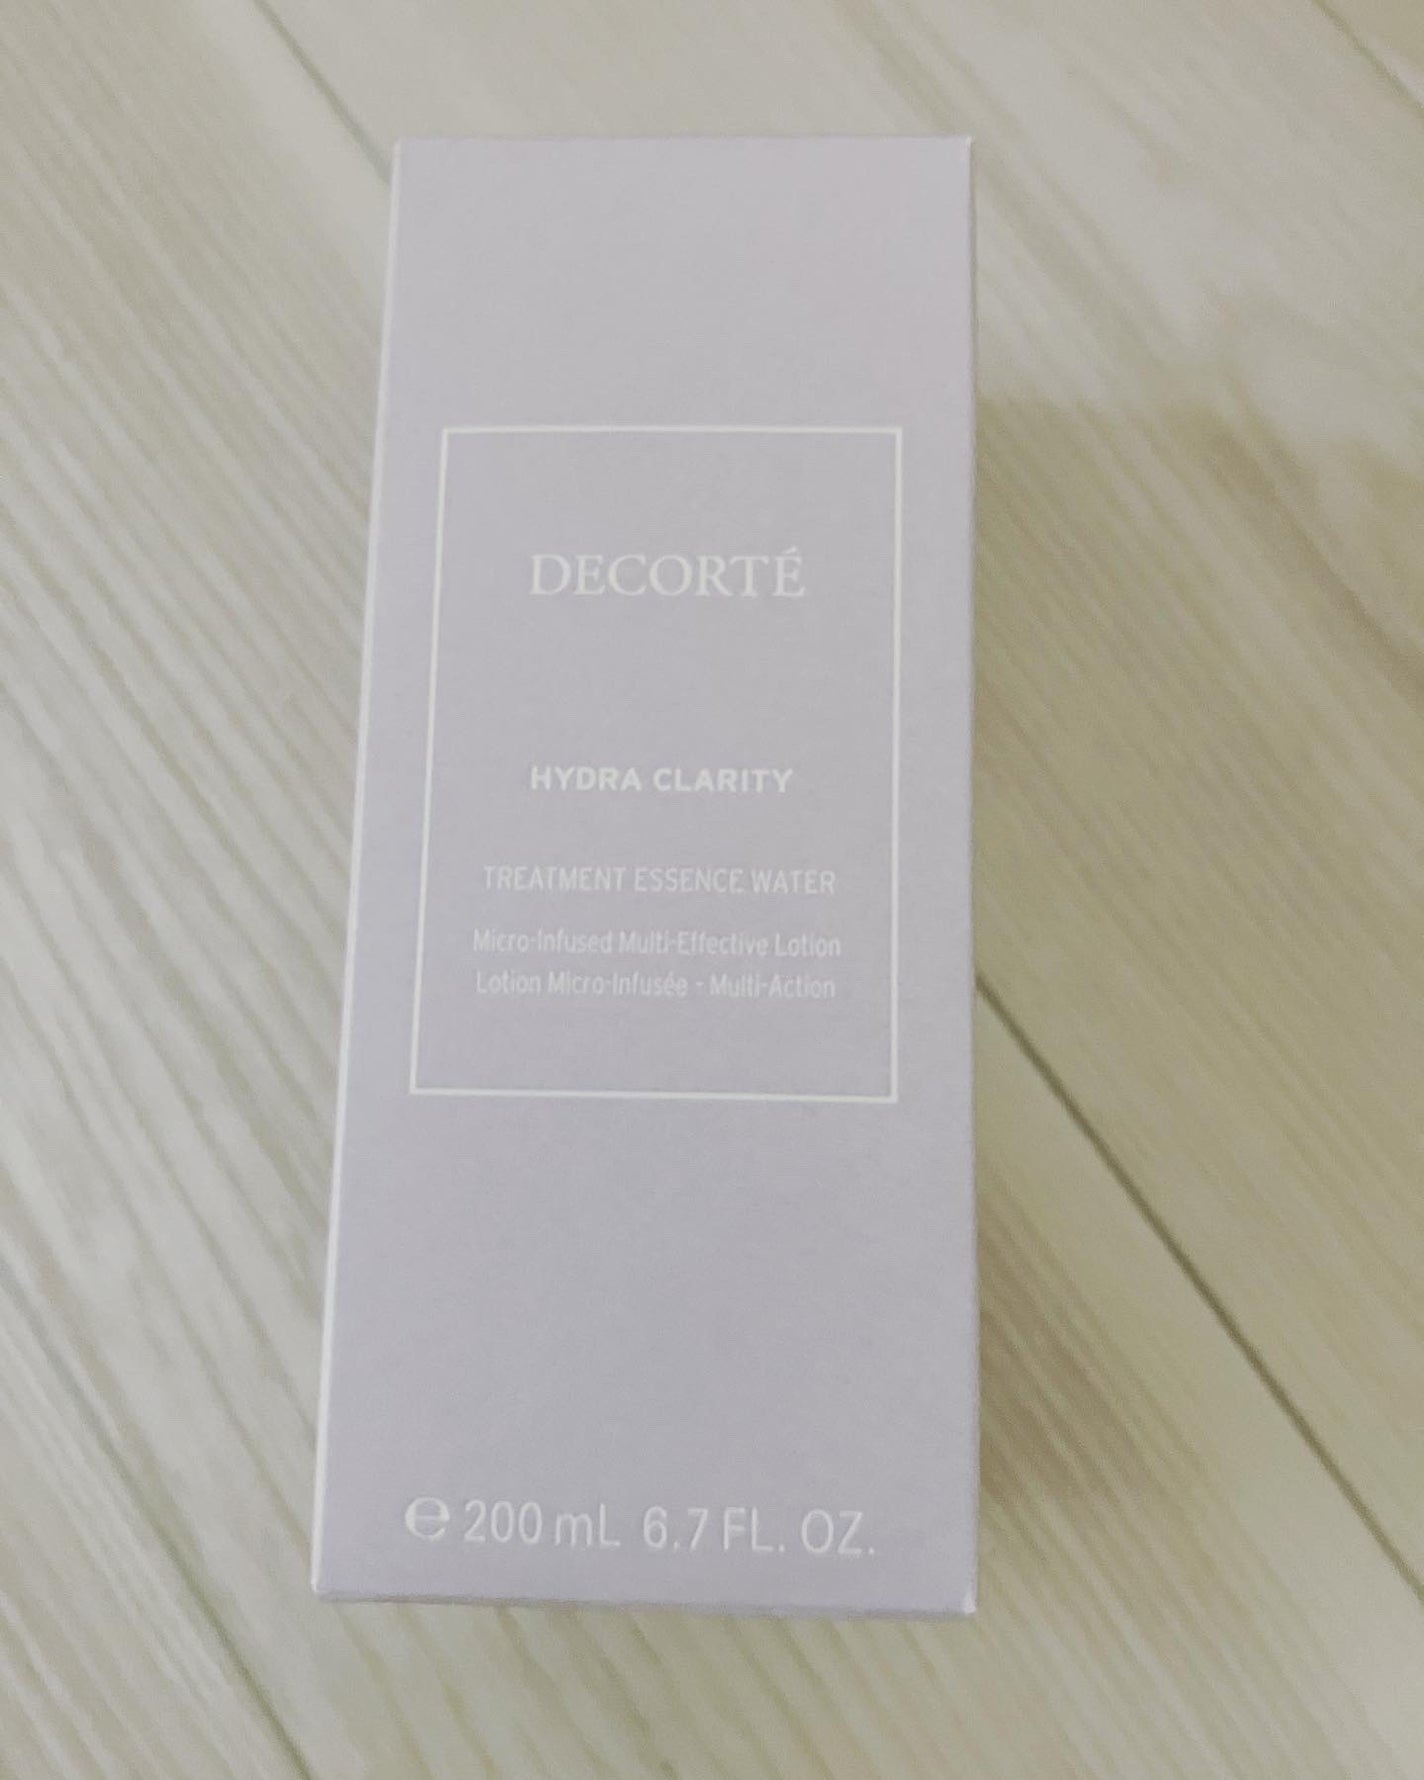 DECORTÉ
HYDRA CLARITY
TREATMENT ESSENCE WATER
Micro-Infused Multi-Effective Lotion
Lotion Micro-Infusée - Multi-Action
℮ 200 mL 6.7 FL. OZ.